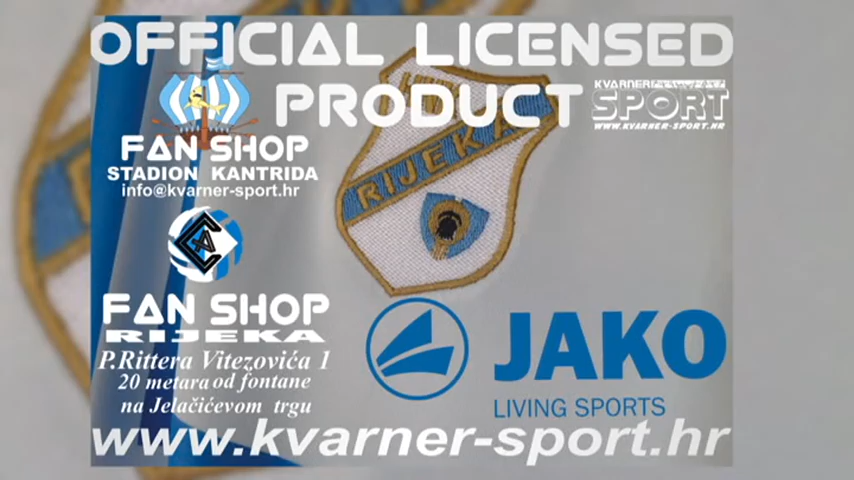 OFFICIAL LICENSED
PRODUCT
KVARNER
SPORT
WWW.KVARNER-SPORT.HR
FAN SHOP
STADION KANTRIDA
info@kvarner-sport.hr
RIJEKA
FAN SHOP
RIJEKA
P.Rittera Vitezovića 1
20 metara od fontane
na Jelačićevom trgu
JAKO
LIVING SPORTS
www.kvarner-sport.hr